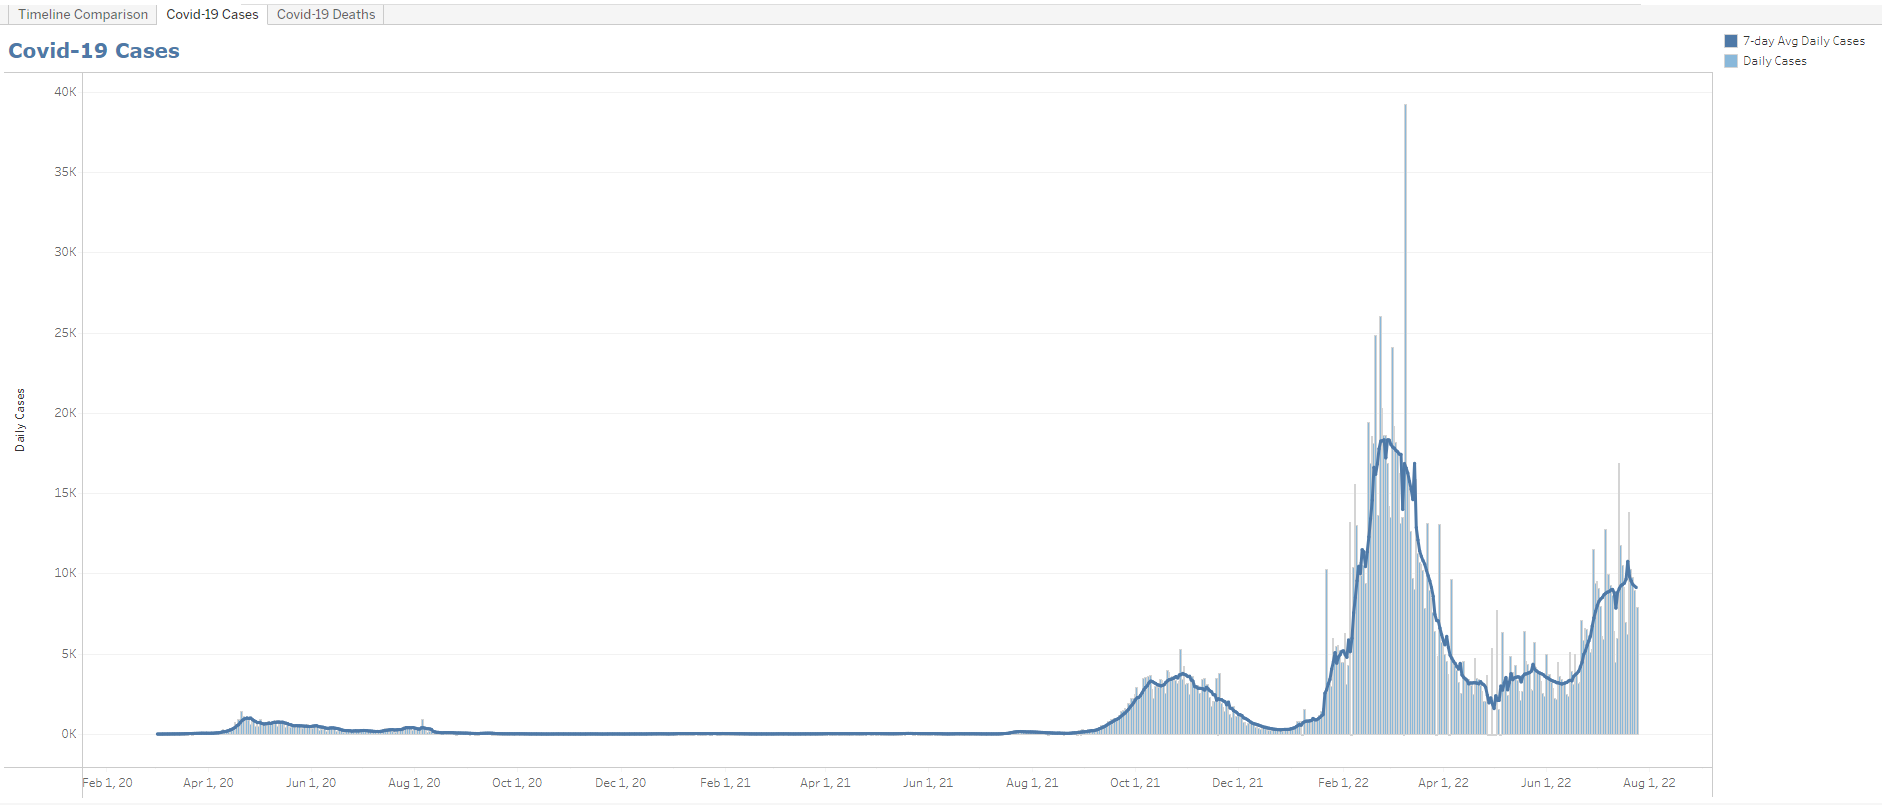 Timeline Comparison
Covid-19 Cases
Covid-19 Deaths
Covid-19 Cases
7-day Avg Daily Cases
Daily Cases
40K
35K
30K
25K
20K
15K
10K
5K
0K
Daily Cases
Feb 1, 20
Apr 1, 20
Jun 1, 20
Aug 1, 20
Oct 1, 20
Dec 1, 20
Feb 1, 21
Apr 1, 21
Jun 1, 21
Aug 1, 21
Oct 1, 21
Dec 1, 21
Feb 1, 22
Apr 1, 22
Jun 1, 22
Aug 1, 22